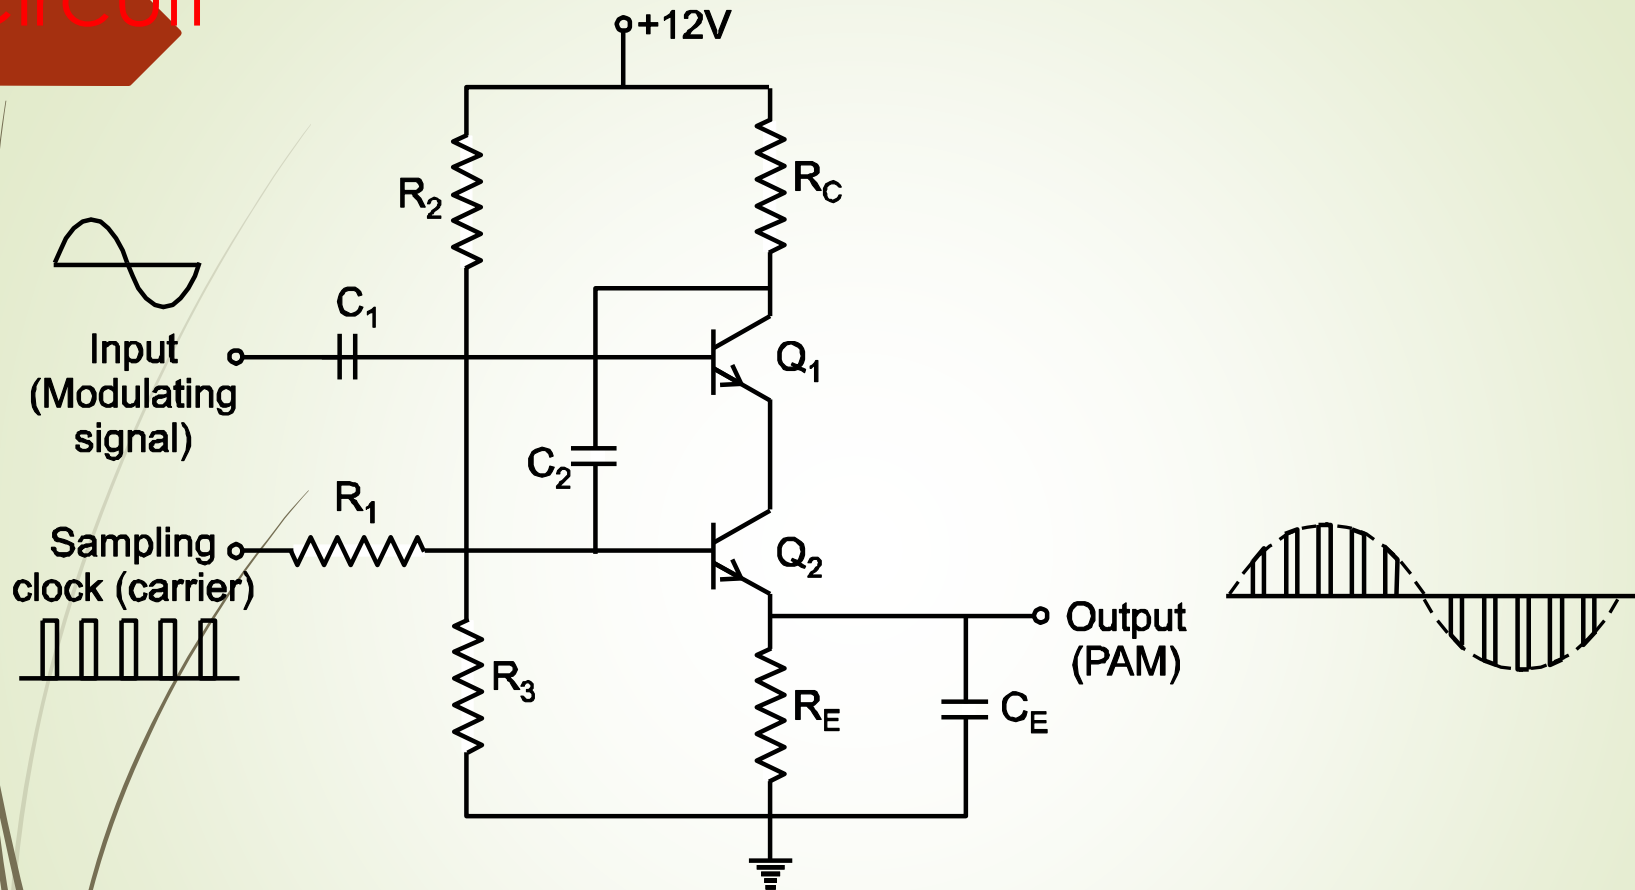 +12V
R2
RC
C1
Input
(Modulating
signal)
Q1
C2
R1
Sampling
clock (carrier)
Q2
Output
(PAM)
R3
RE
CE